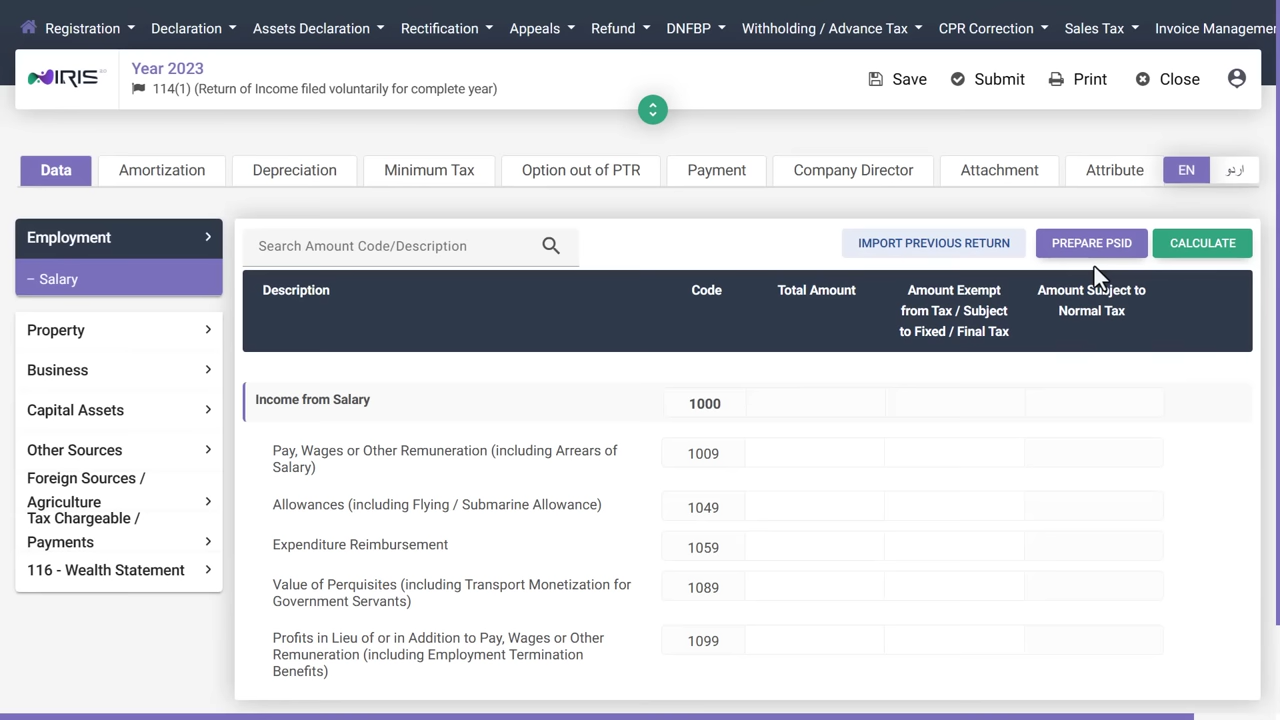 Registration Declaration Assets Declaration Rectification Appeals Refund DNFBP Withholding / Advance Tax CPR Correction Sales Tax Invoice
IRIS
Year 2023
114(1) (Return of Income filed voluntarily for complete year)
Save Submit Print Close
Data Amortization Depreciation Minimum Tax Option out of PTR Payment Company Director Attachment Attribute EN اردو
Employment
– Salary
Property
Business
Capital Assets
Other Sources
Foreign Sources /
Agriculture
Tax Chargeable /
Payments
116 - Wealth Statement
Search Amount Code/Description
IMPORT PREVIOUS RETURN PREPARE PSID CALCULATE
Description Code Total Amount Amount Exempt
from Tax / Subject
to Fixed / Final Tax
Amount Subject to
Normal Tax
Income from Salary 1000
Pay, Wages or Other Remuneration (including Arrears of
Salary) 1009
Allowances (including Flying / Submarine Allowance) 1049
Expenditure Reimbursement 1059
Value of Perquisites (including Transport Monetization for
Government Servants) 1089
Profits in Lieu of or in Addition to Pay, Wages or Other
Remuneration (including Employment Termination
Benefits) 1099